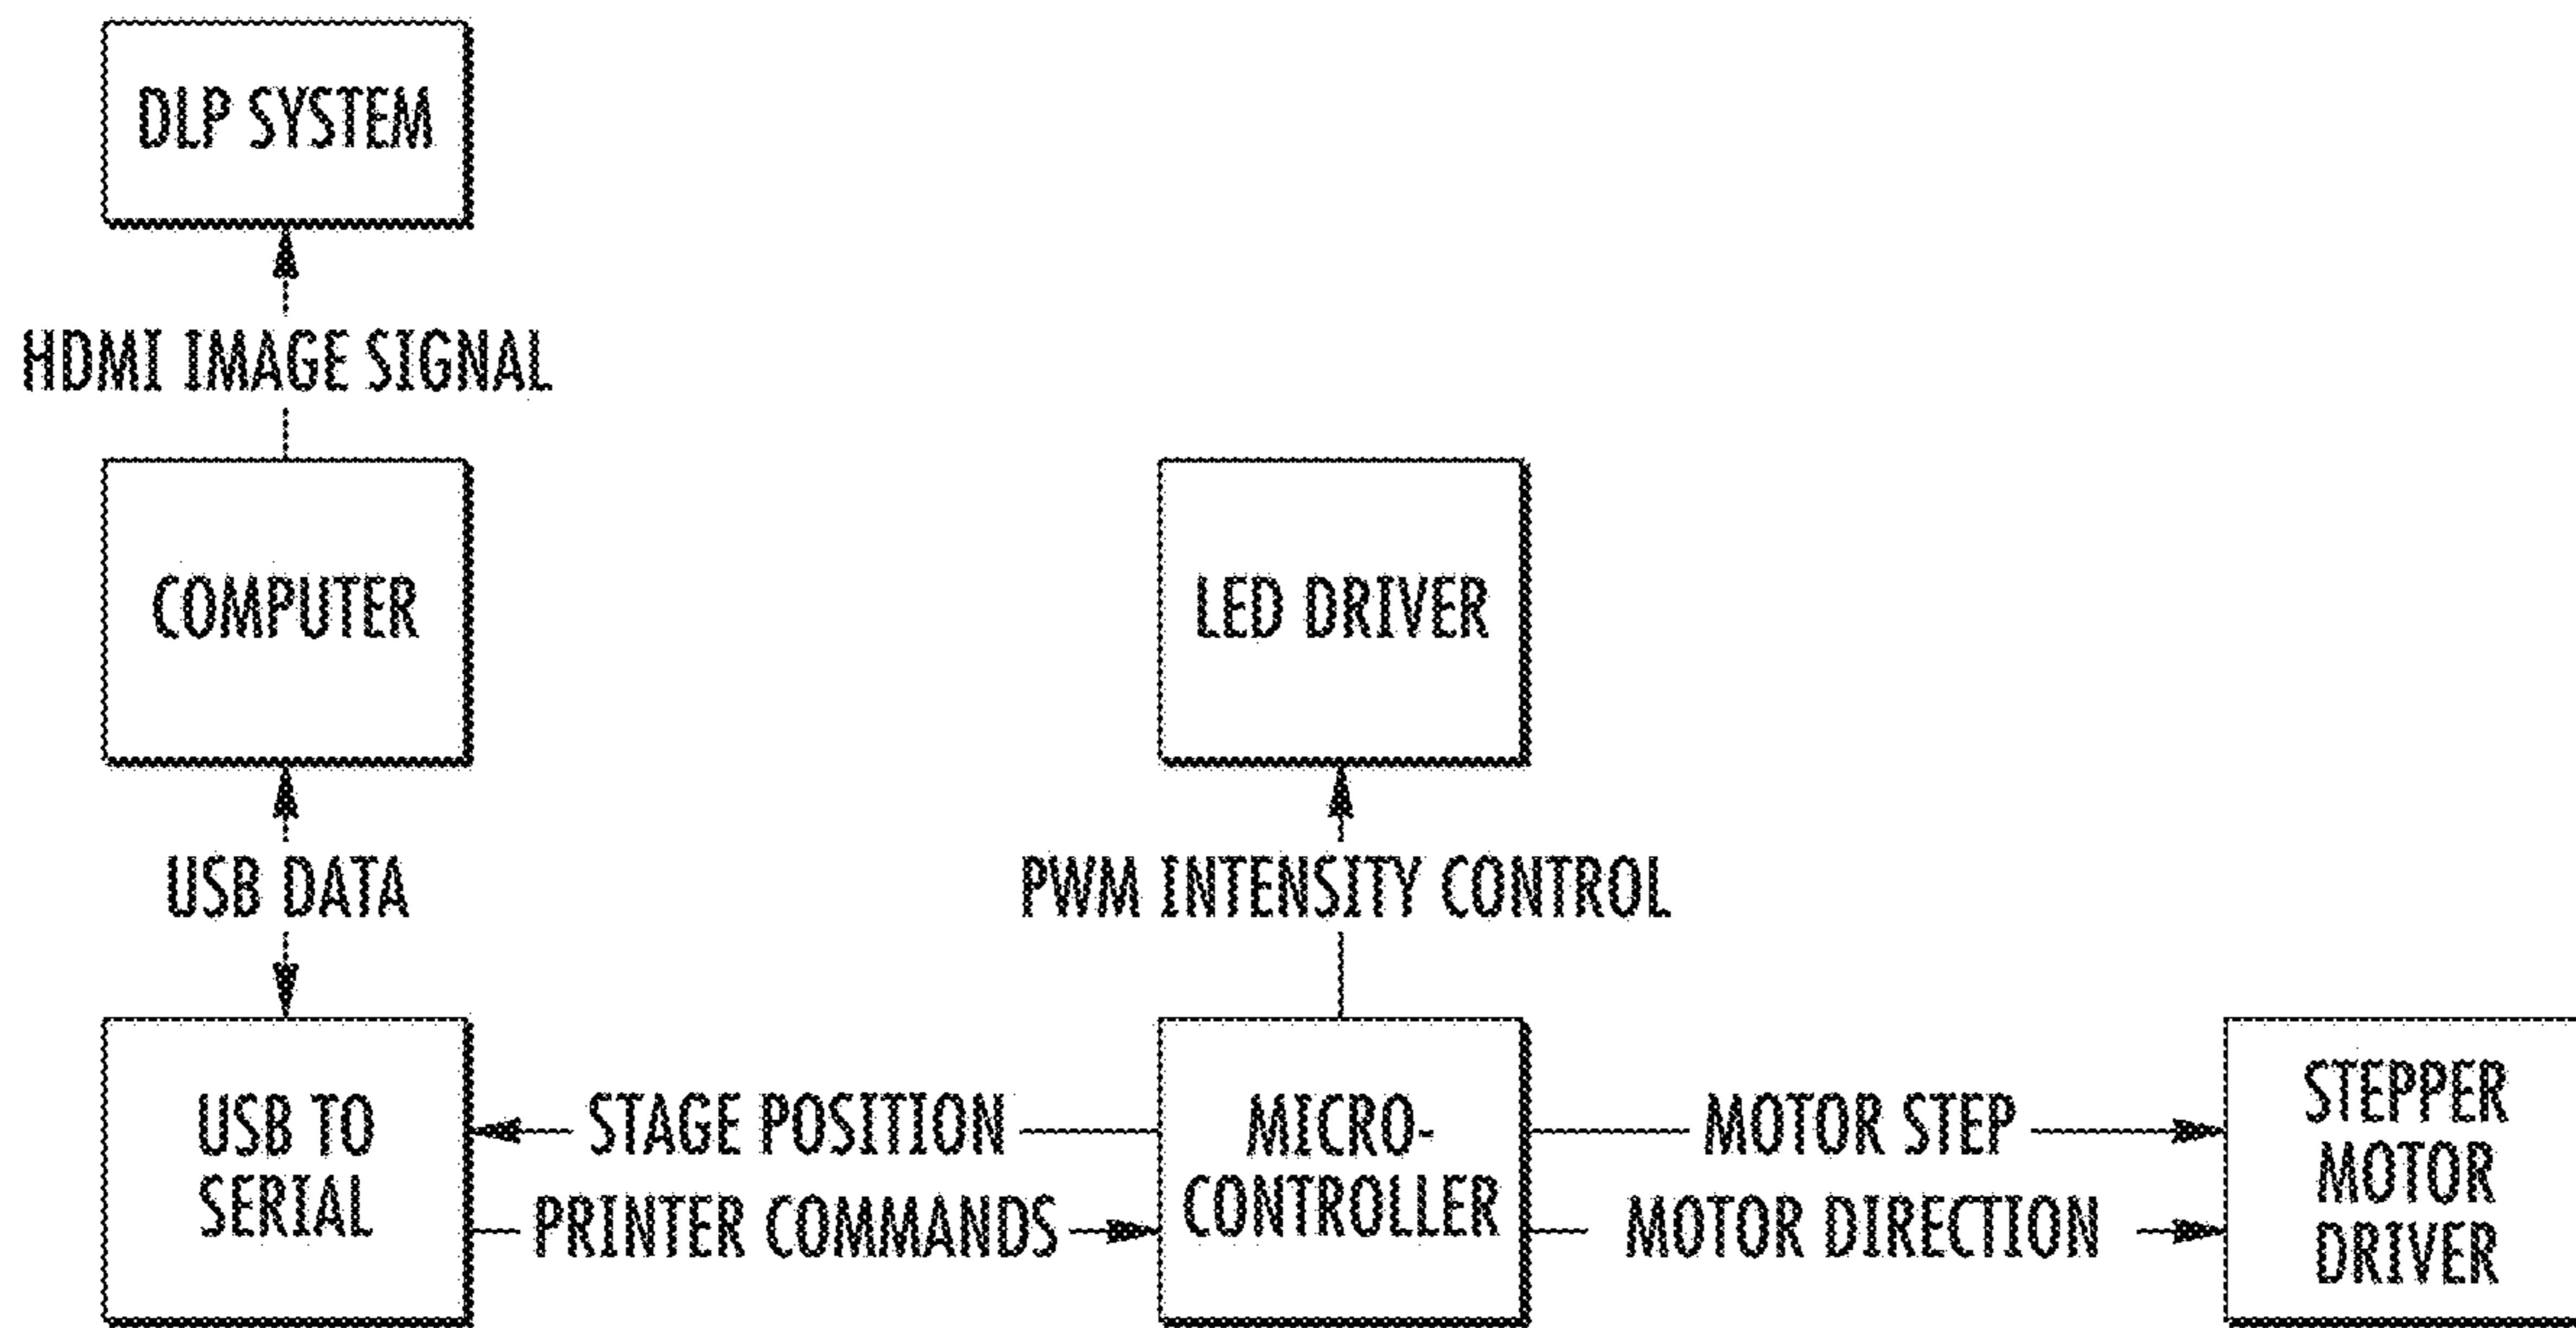 DLP SYSTEM
HDMI IMAGE SIGNAL
COMPUTER
LED DRIVER
USB DATA
PWM INTENSITY CONTROL
USB TO
SERIAL
STAGE POSITION
PRINTER COMMANDS
MICRO-
CONTROLLER
MOTOR STEP
MOTOR DIRECTION
STEPPER
MOTOR
DRIVER